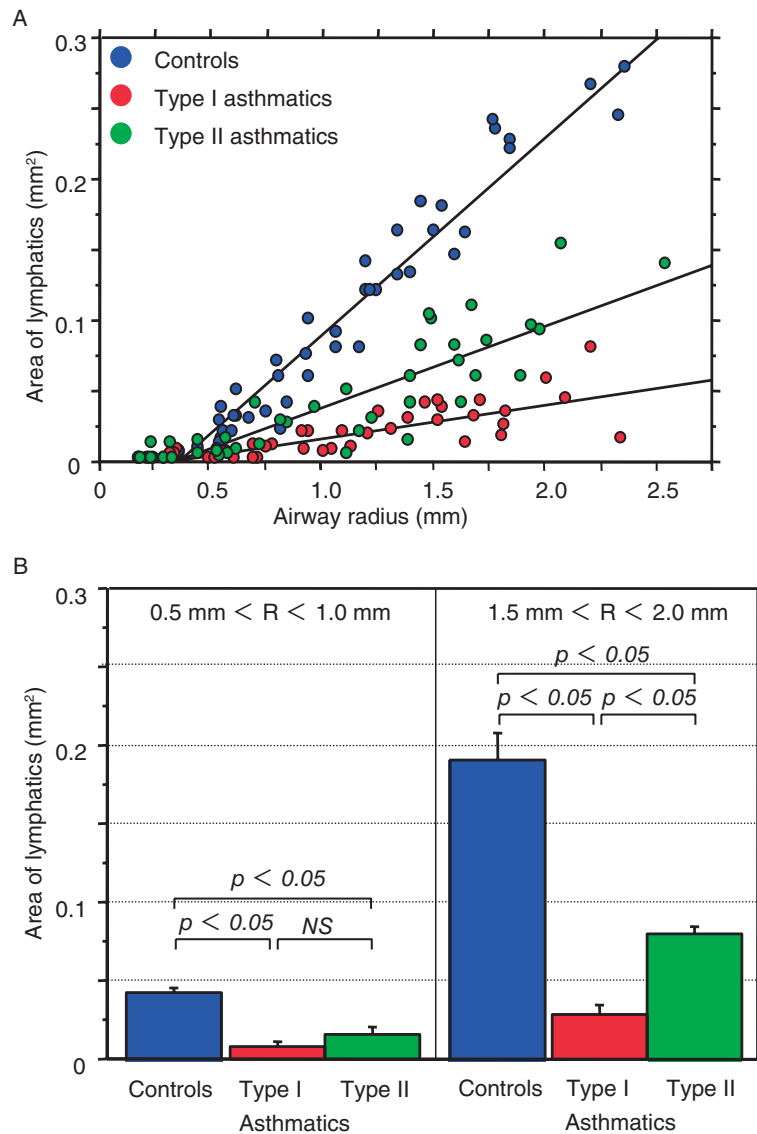 A
0.3
Controls
Type I asthmatics
Type II asthmatics
0.2
0.1
0
Area of lymphatics (mm²)
0 0.5 1.0 1.5 2.0 2.5
Airway radius (mm)
B
0.3
0.5 mm < R < 1.0 mm
1.5 mm < R < 2.0 mm
p < 0.05
p < 0.05 p < 0.05
0.2
p < 0.05
p < 0.05 NS
0.1
0
Area of lymphatics (mm²)
Controls Type I Type II Controls Type I Type II
Asthmatics Asthmatics